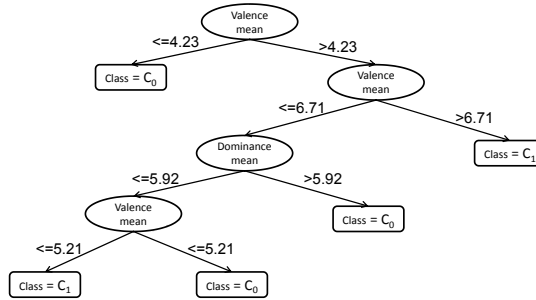 Valence
mean
<=4.23
>4.23
Class = C₀
Valence
mean
<=6.71
>6.71
Dominance
mean
Class = C₁
<=5.92
>5.92
Valence
mean
Class = C₀
<=5.21
<=5.21
Class = C₁
Class = C₀